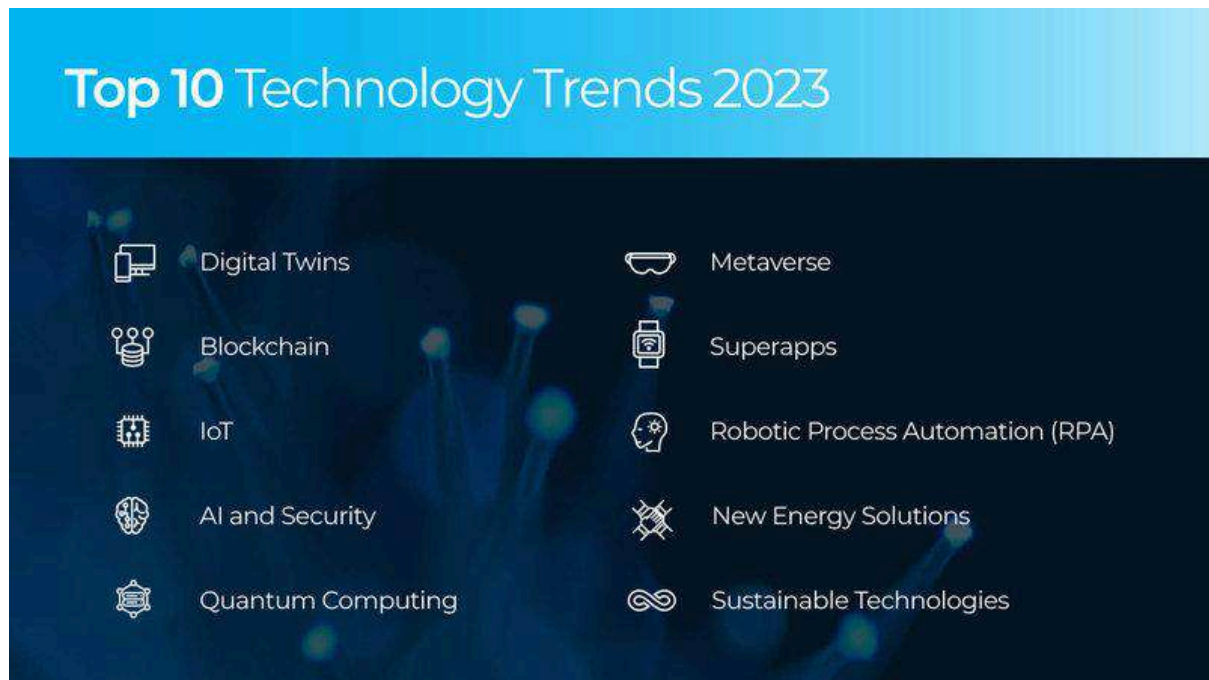 Top 10 Technology Trends 2023
Digital Twins
Blockchain
IoT
AI and Security
Quantum Computing
Metaverse
Superapps
Robotic Process Automation (RPA)
New Energy Solutions
Sustainable Technologies